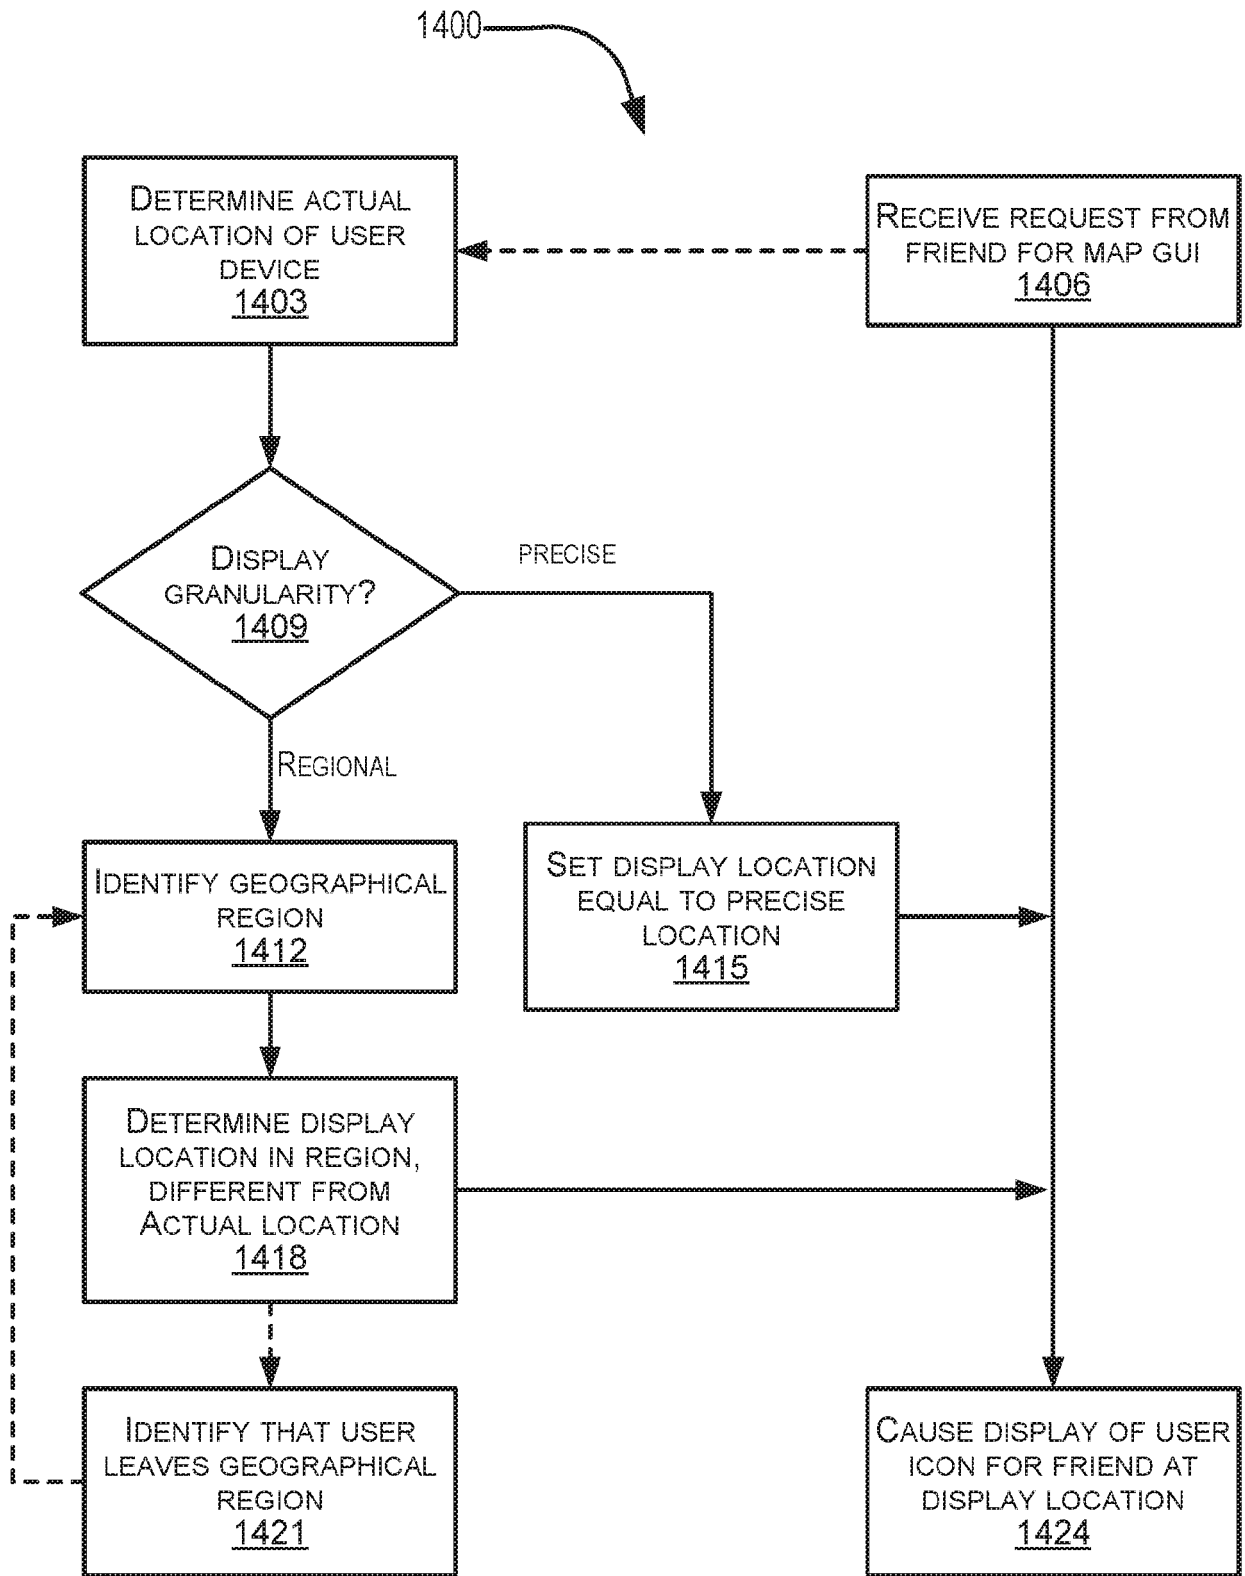 1400
DETERMINE ACTUAL
LOCATION OF USER
DEVICE
1403
RECEIVE REQUEST FROM
FRIEND FOR MAP GUI
1406
DISPLAY
GRANULARITY?
1409
PRECISE
REGIONAL
IDENTIFY GEOGRAPHICAL
REGION
1412
SET DISPLAY LOCATION
EQUAL TO PRECISE
LOCATION
1415
DETERMINE DISPLAY
LOCATION IN REGION,
DIFFERENT FROM
ACTUAL LOCATION
1418
IDENTIFY THAT USER
LEAVES GEOGRAPHICAL
REGION
1421
CAUSE DISPLAY OF USER
ICON FOR FRIEND AT
DISPLAY LOCATION
1424